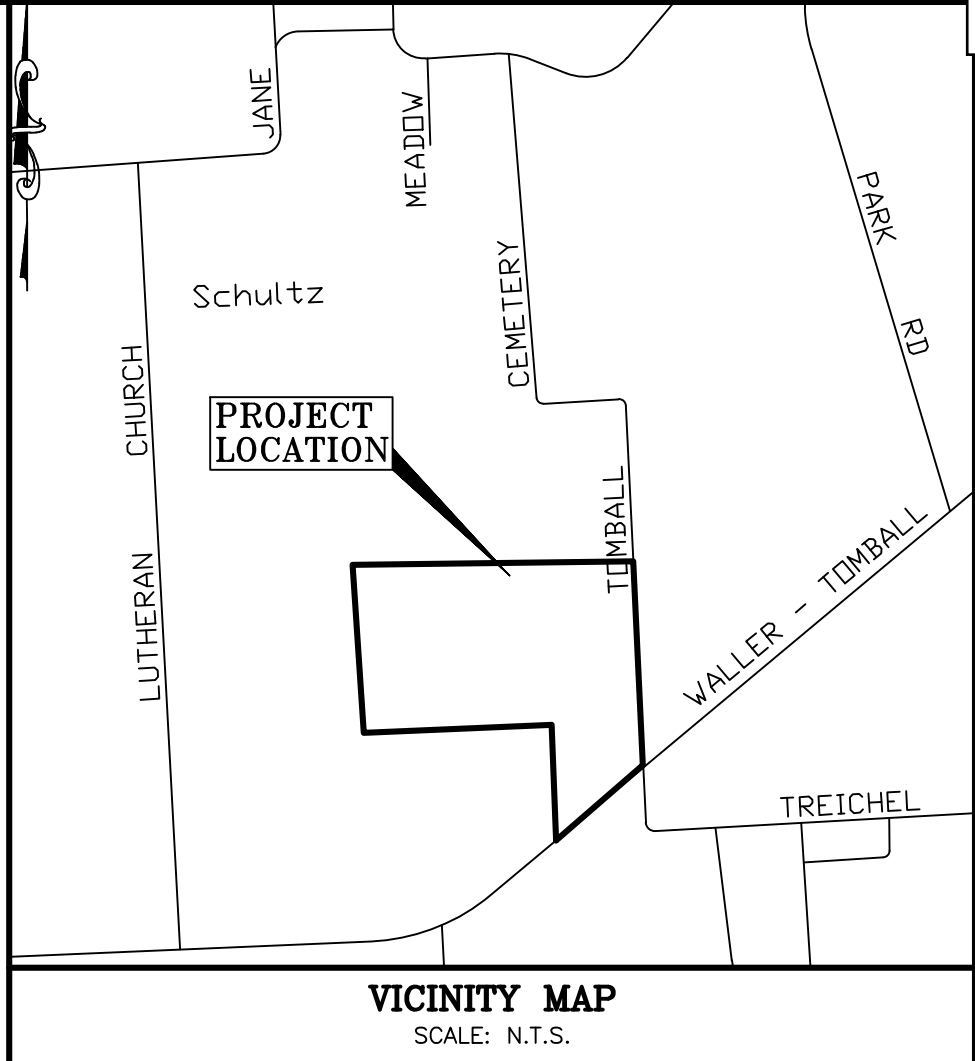 JANE
MEADOW
PARK
RD
Schultz
CEMETERY
CHURCH
PROJECT
LOCATION
TOMBALL
LUTHERAN
WALLER - TOMBALL
TREICHEL
VICINITY MAP
SCALE: N.T.S.